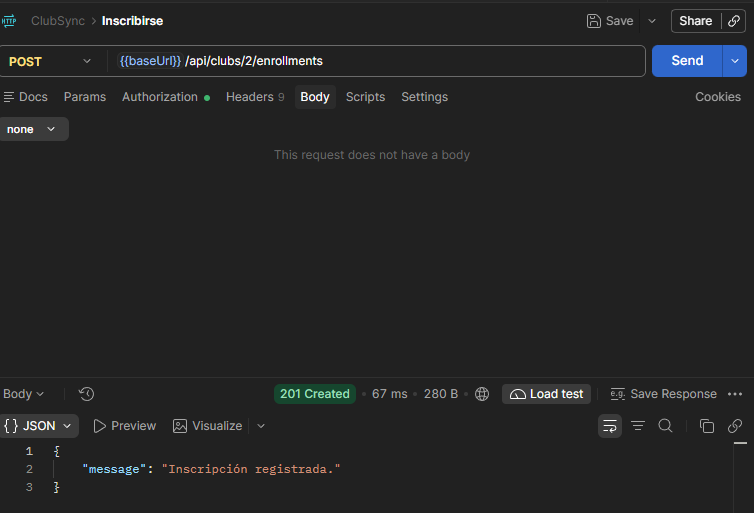 HTTP ClubSync > Inscribirse Save Share
POST {{baseUrl}} /api/clubs/2/enrollments Send
Docs Params Authorization Headers 9 Body Scripts Settings Cookies
none
This request does not have a body
Body 201 Created • 67 ms • 280 B Load test e.g. Save Response
{} JSON Preview Visualize
1 {
2 "message": "Inscripción registrada."
3 }